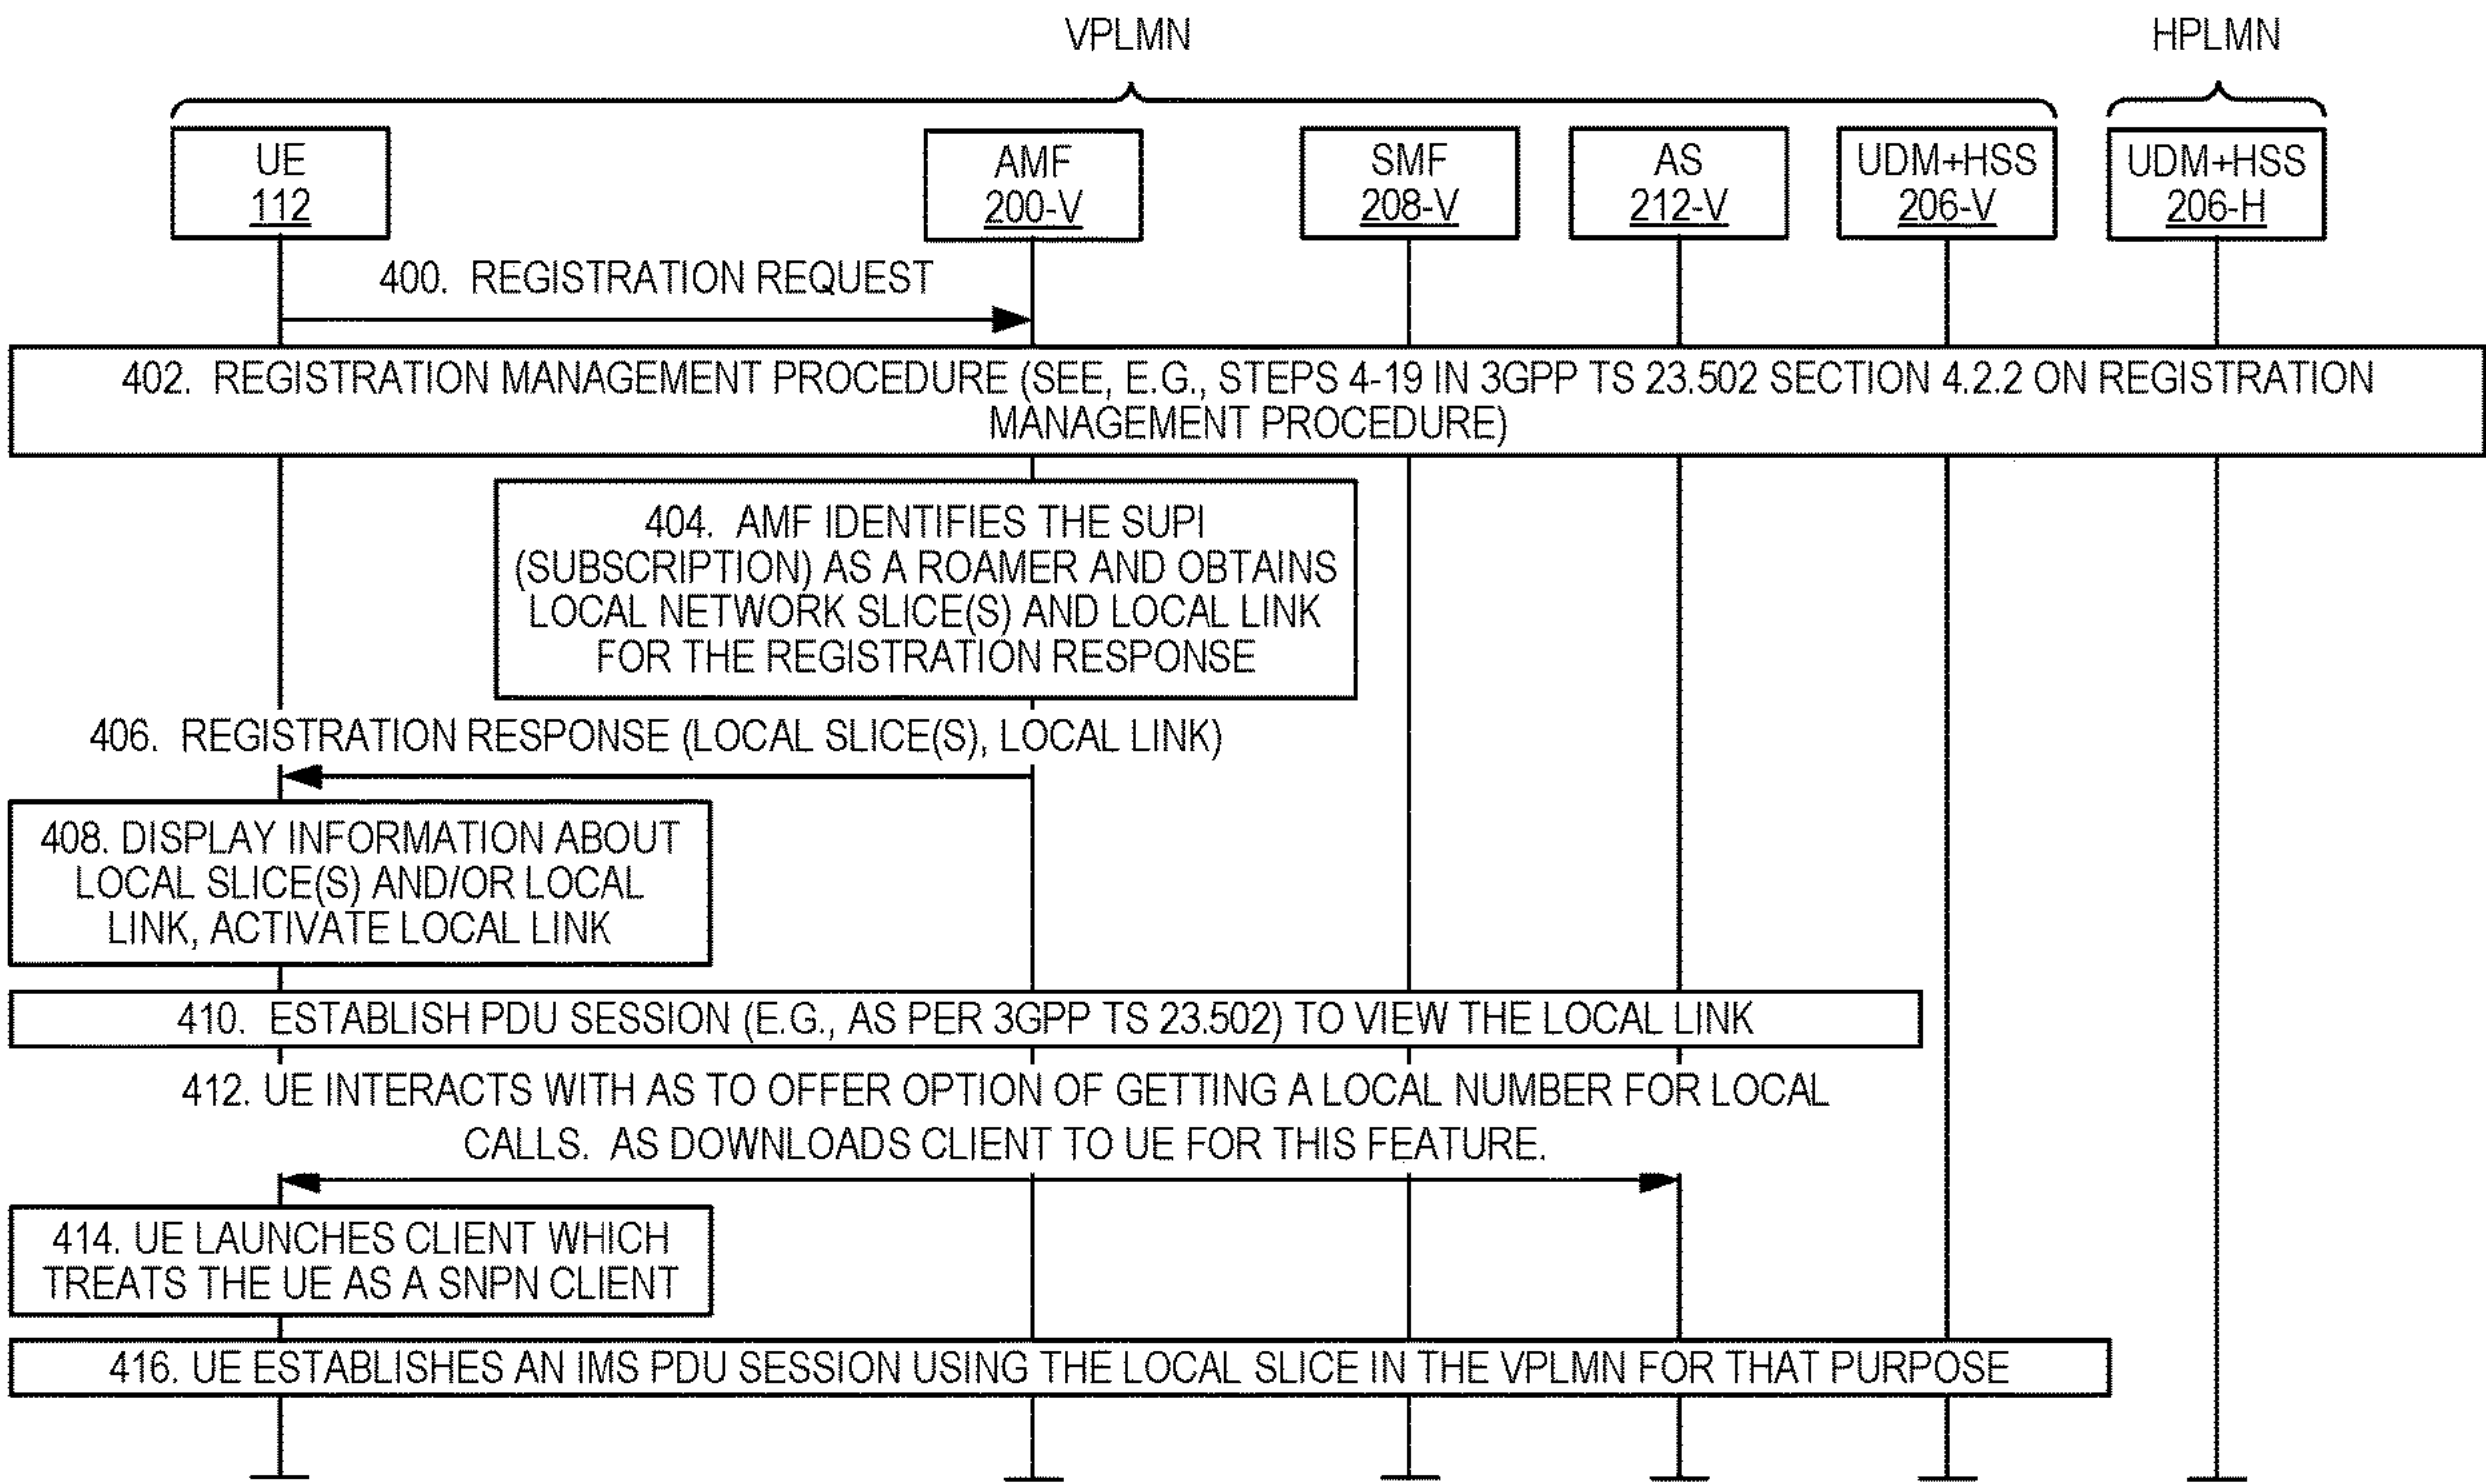 VPLMN
HPLMN
UE
112
AMF
200-V
SMF
208-V
AS
212-V
UDM+HSS
206-V
UDM+HSS
206-H
400. REGISTRATION REQUEST
402. REGISTRATION MANAGEMENT PROCEDURE (SEE, E.G., STEPS 4-19 IN 3GPP TS 23.502 SECTION 4.2.2 ON REGISTRATION
MANAGEMENT PROCEDURE)
404. AMF IDENTIFIES THE SUPI
(SUBSCRIPTION) AS A ROAMER AND OBTAINS
LOCAL NETWORK SLICE(S) AND LOCAL LINK
FOR THE REGISTRATION RESPONSE
406. REGISTRATION RESPONSE (LOCAL SLICE(S), LOCAL LINK)
408. DISPLAY INFORMATION ABOUT
LOCAL SLICE(S) AND/OR LOCAL
LINK, ACTIVATE LOCAL LINK
410. ESTABLISH PDU SESSION (E.G., AS PER 3GPP TS 23.502) TO VIEW THE LOCAL LINK
412. UE INTERACTS WITH AS TO OFFER OPTION OF GETTING A LOCAL NUMBER FOR LOCAL
CALLS. AS DOWNLOADS CLIENT TO UE FOR THIS FEATURE.
414. UE LAUNCHES CLIENT WHICH
TREATS THE UE AS A SNPN CLIENT
416. UE ESTABLISHES AN IMS PDU SESSION USING THE LOCAL SLICE IN THE VPLMN FOR THAT PURPOSE